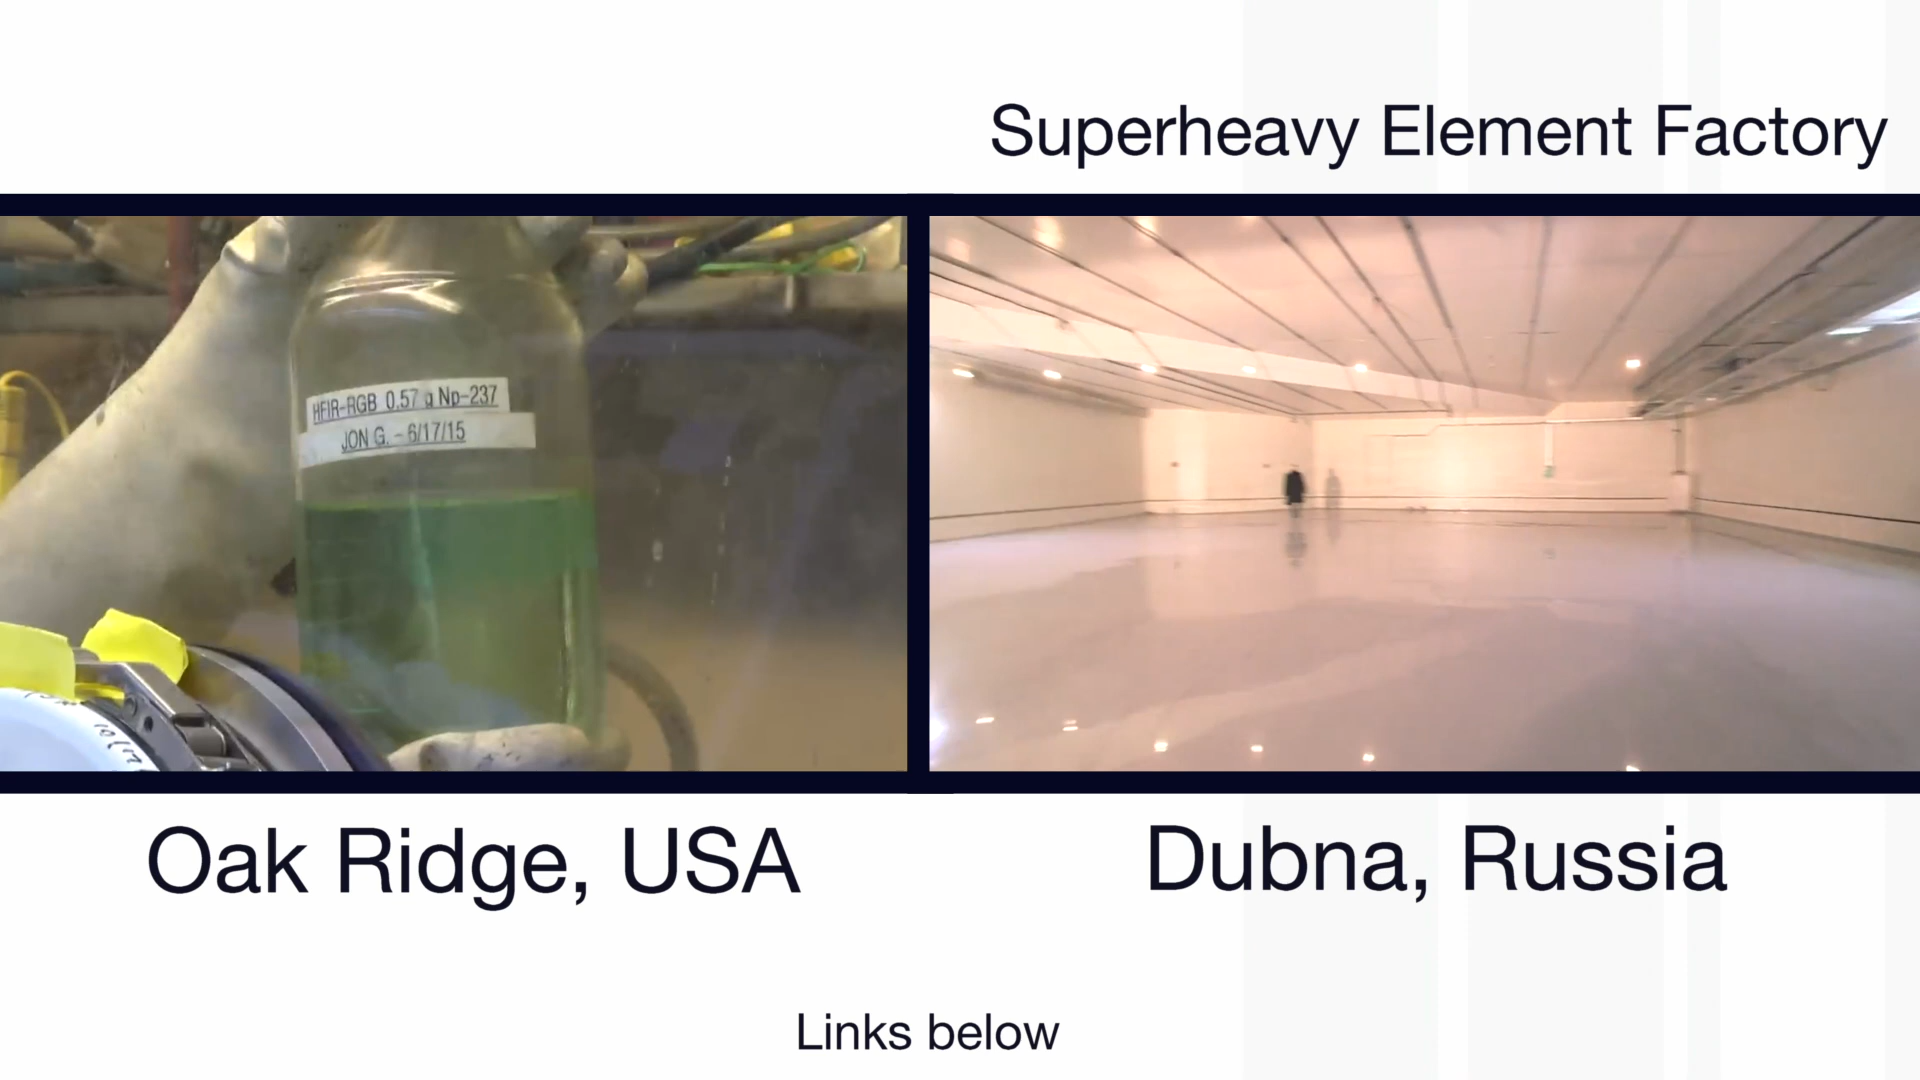 Superheavy Element Factory
HFIR-RGB 0.57 g Np-237
JON G. - 6/17/15
Oak Ridge, USA
Dubna, Russia
Links below